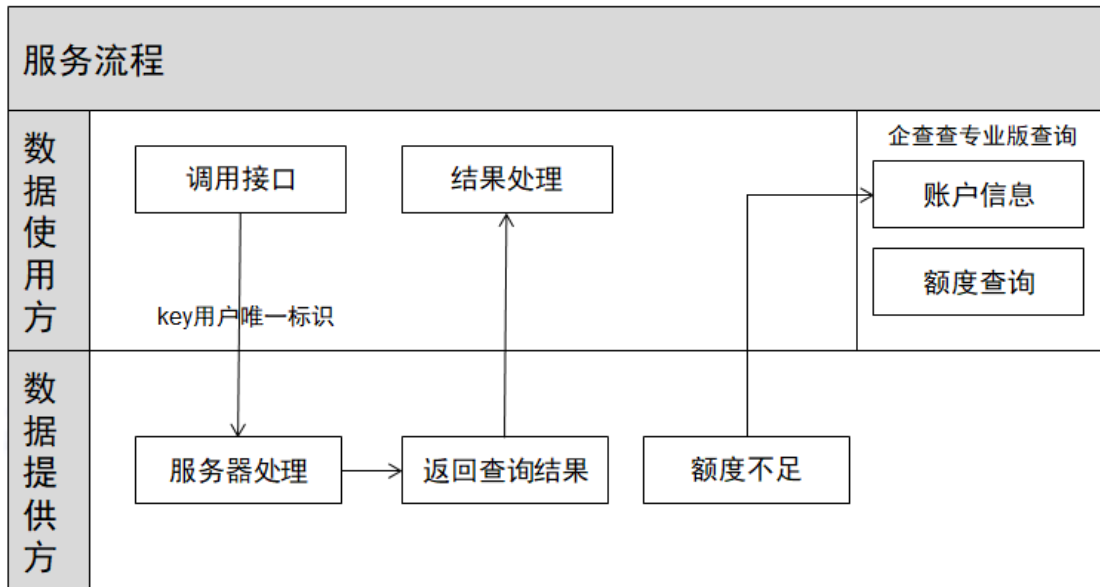 服务流程
数据使用方
企查查专业版查询
调用接口
结果处理
账户信息
额度查询
key用户唯一标识
数据提供方
服务器处理
返回查询结果
额度不足